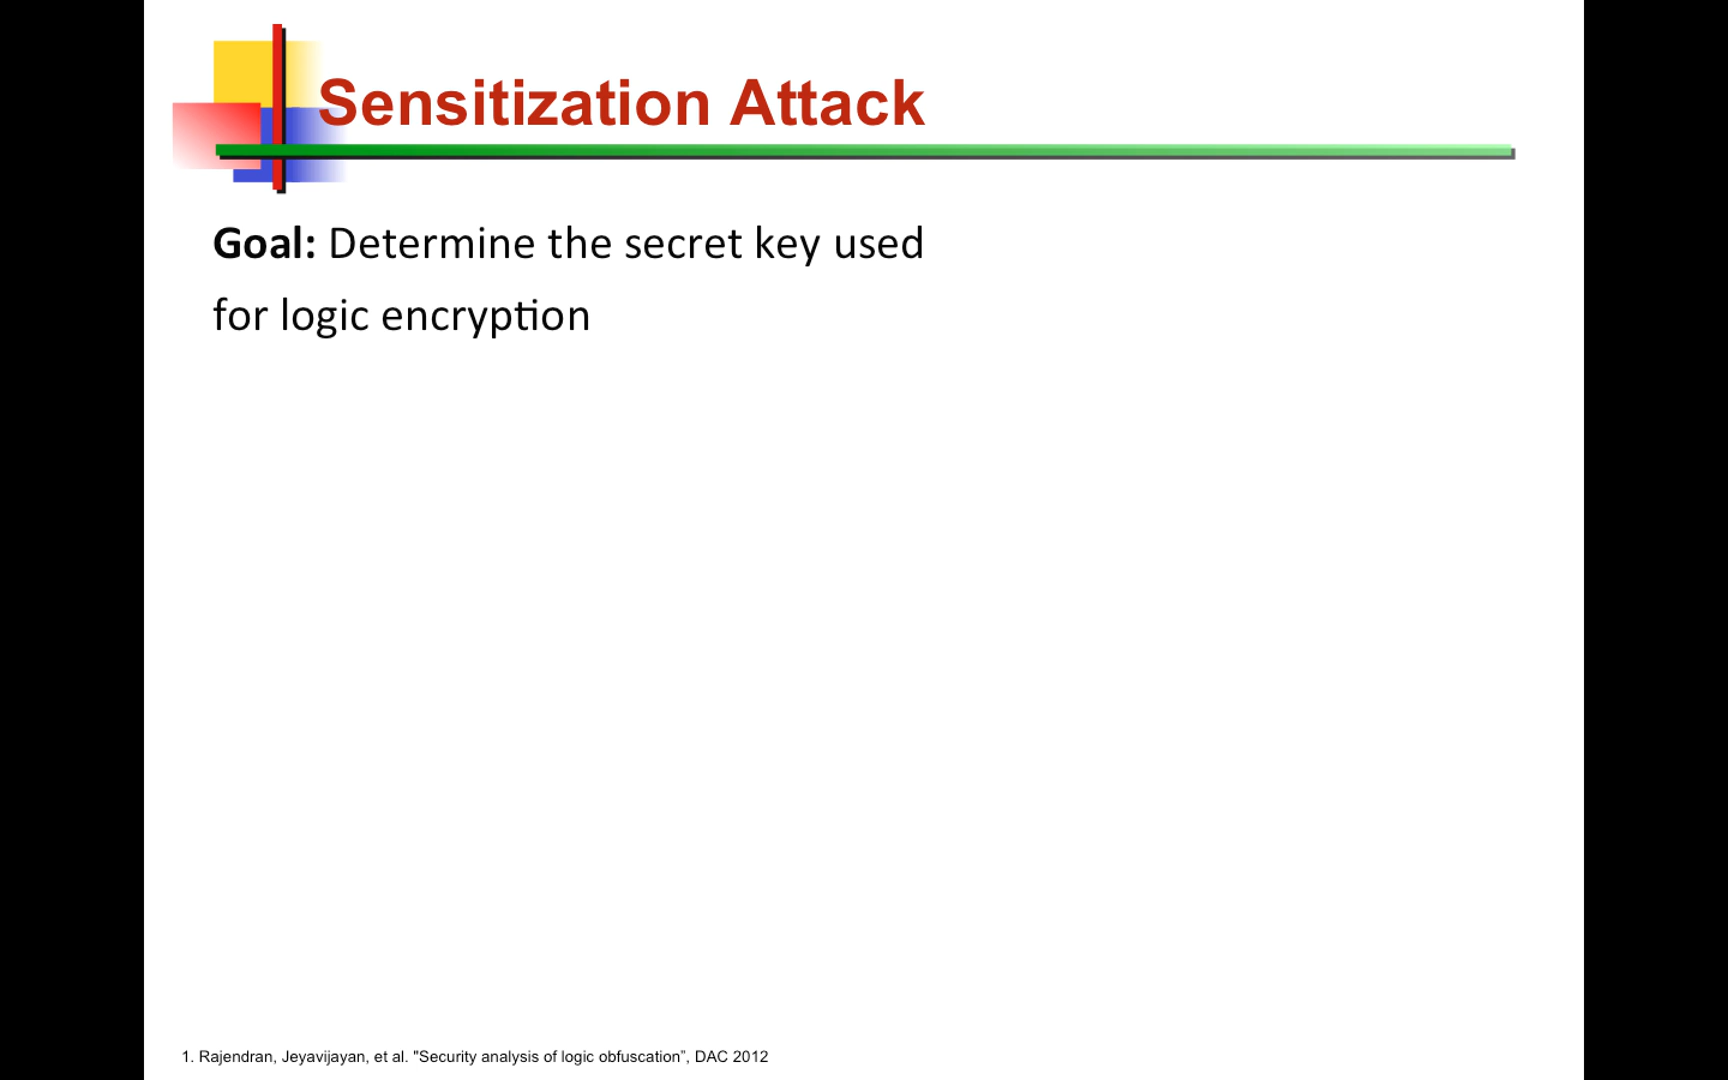 Sensitization Attack
Goal: Determine the secret key used
for logic encryption
1. Rajendran, Jeyavijayan, et al. "Security analysis of logic obfuscation”, DAC 2012